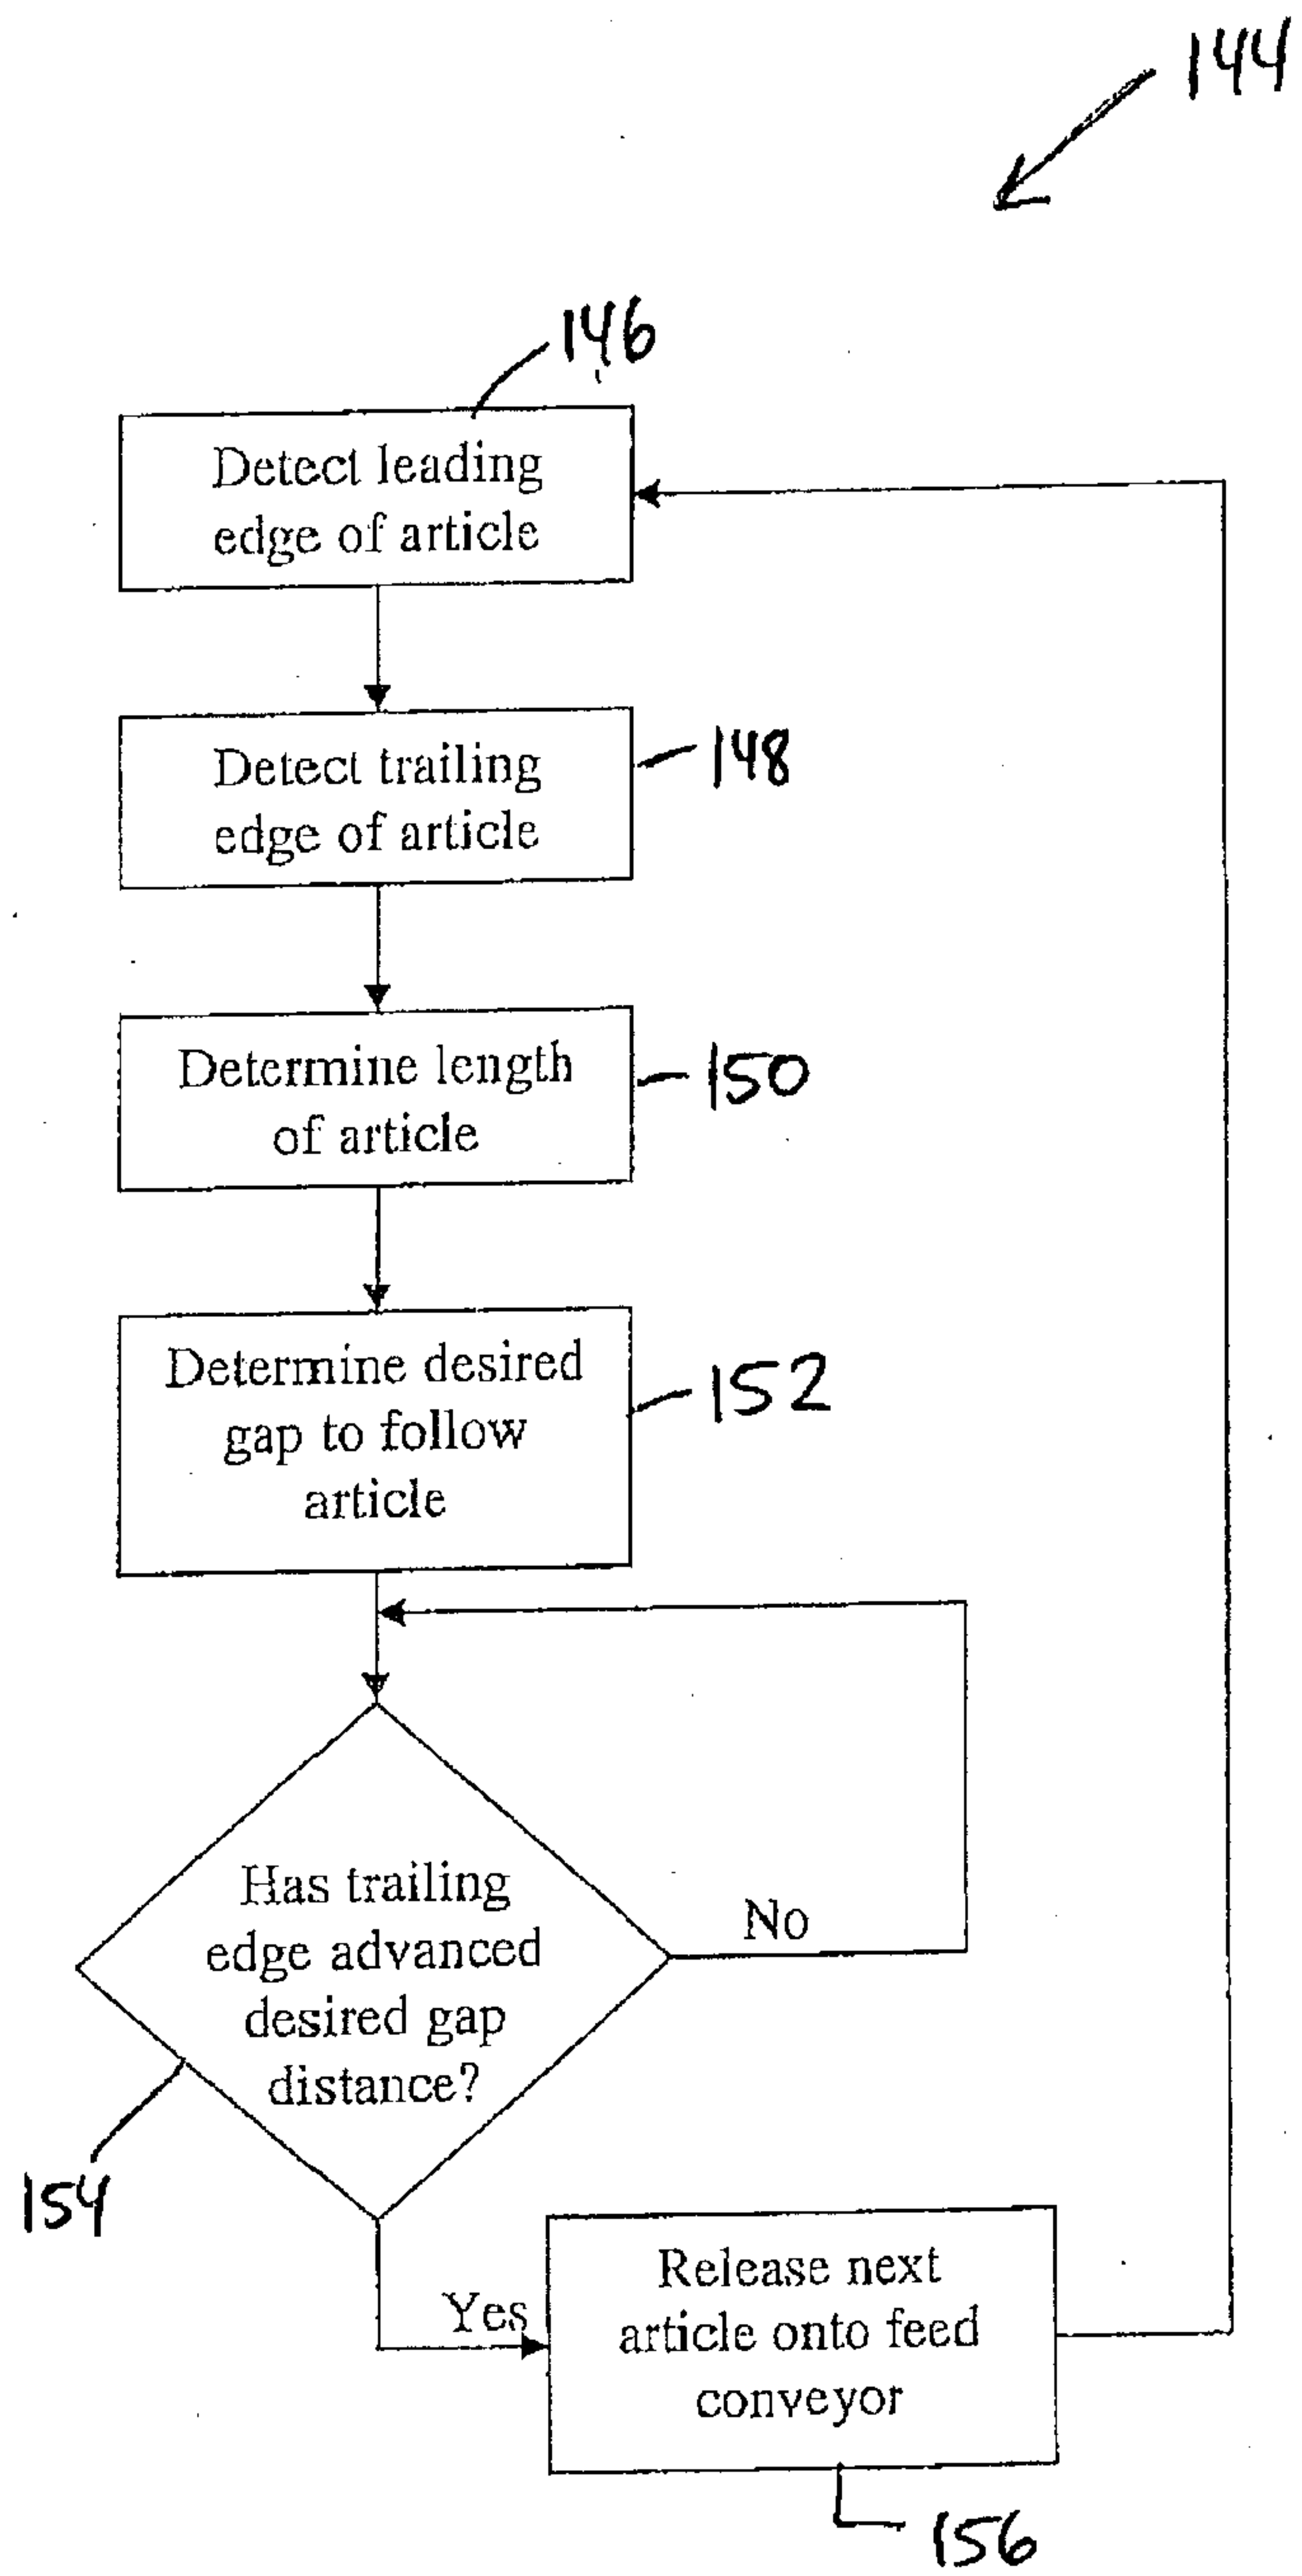 144
146
Detect leading
edge of article
Detect trailing
edge of article
148
Determine length
of article
150
Determine desired
gap to follow
article
152
Has trailing
edge advanced
desired gap
distance?
No
154
Yes
Release next
article onto feed
conveyor
156